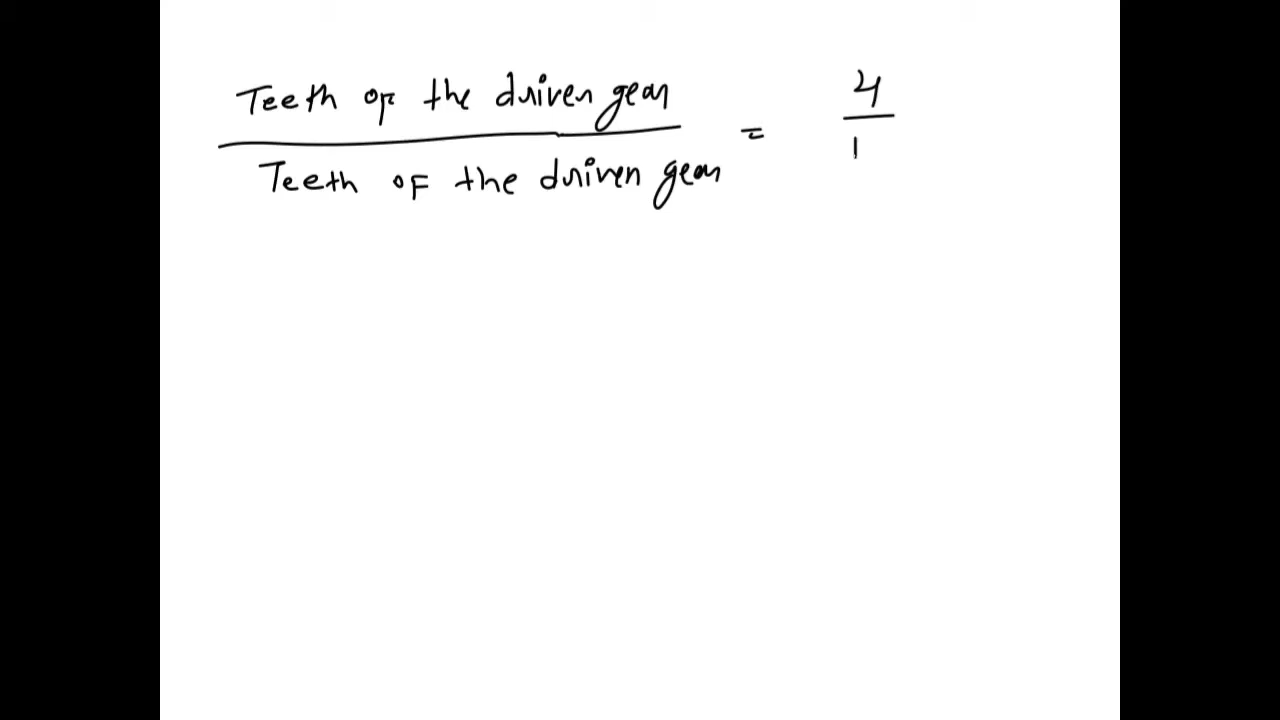 Teeth of the driven gear
= 4/1
Teeth of the driven gear